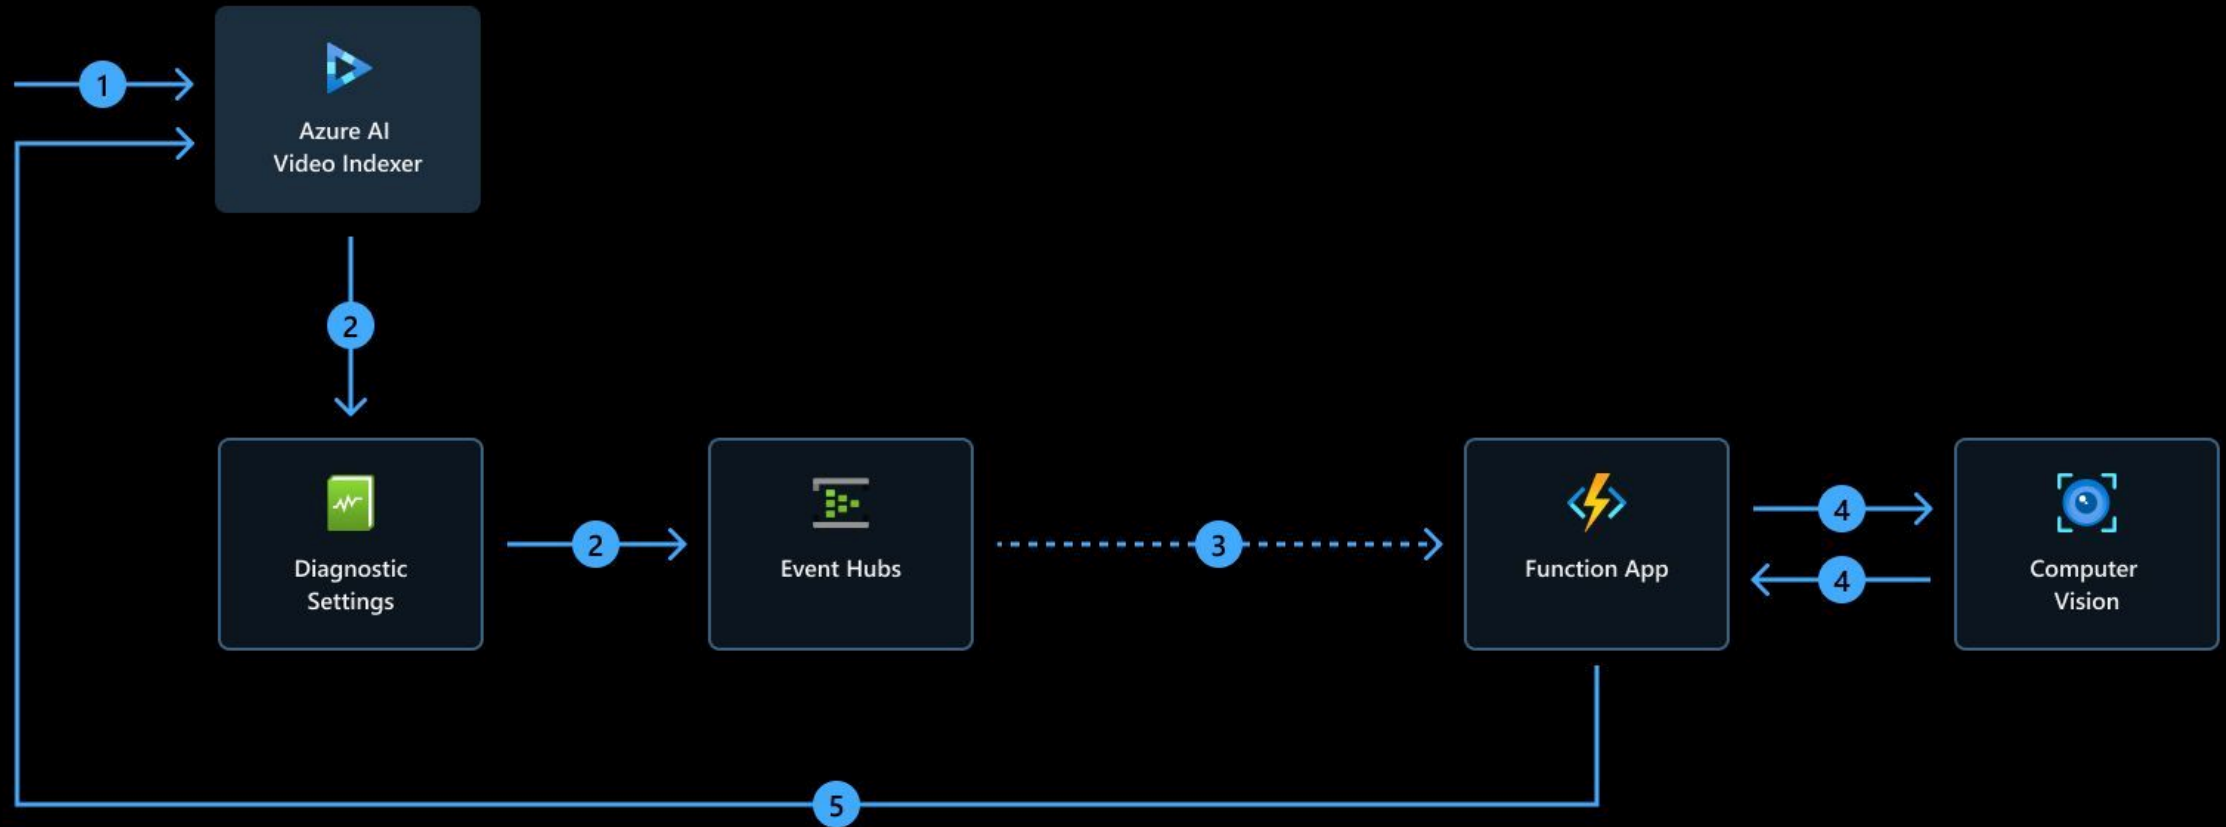 1
Azure AI
Video Indexer
2
Diagnostic
Settings
2
Event Hubs
3
Function App
4
4
Computer
Vision
5